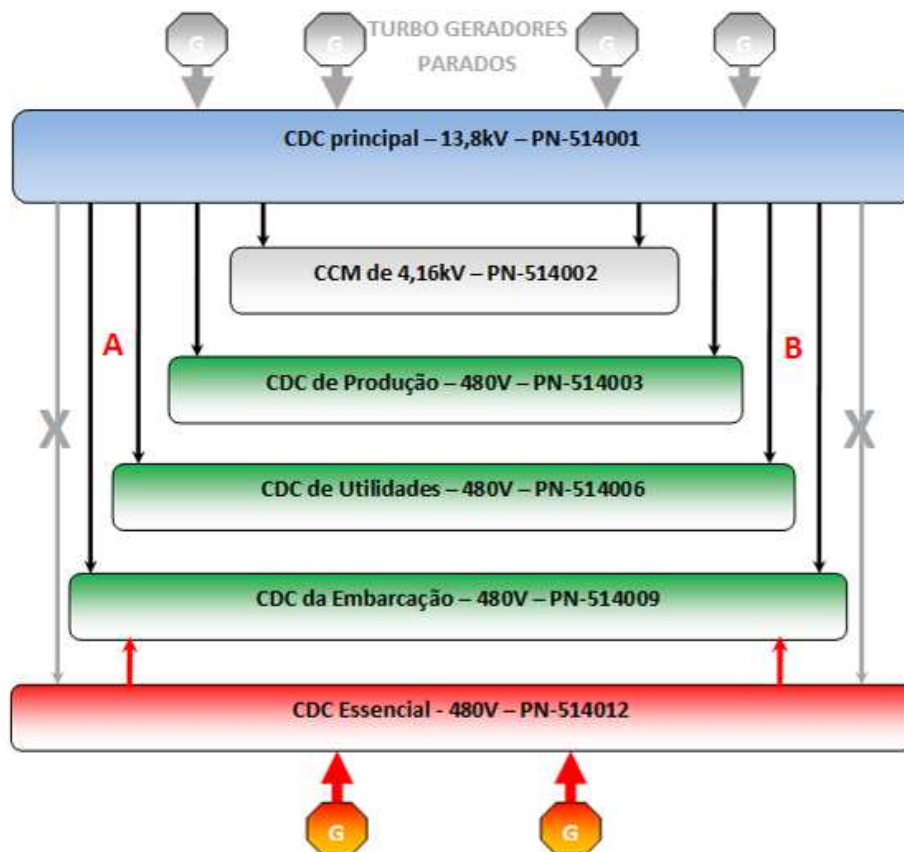 G
G
TURBO GERADORES
PARADOS
G
G
CDC principal – 13,8kV – PN-514001
CCM de 4,16kV – PN-514002
A
B
CDC de Produção – 480V – PN-514003
X
X
CDC de Utilidades – 480V – PN-514006
CDC da Embarcação – 480V – PN-514009
CDC Essencial - 480V – PN-514012
G
G